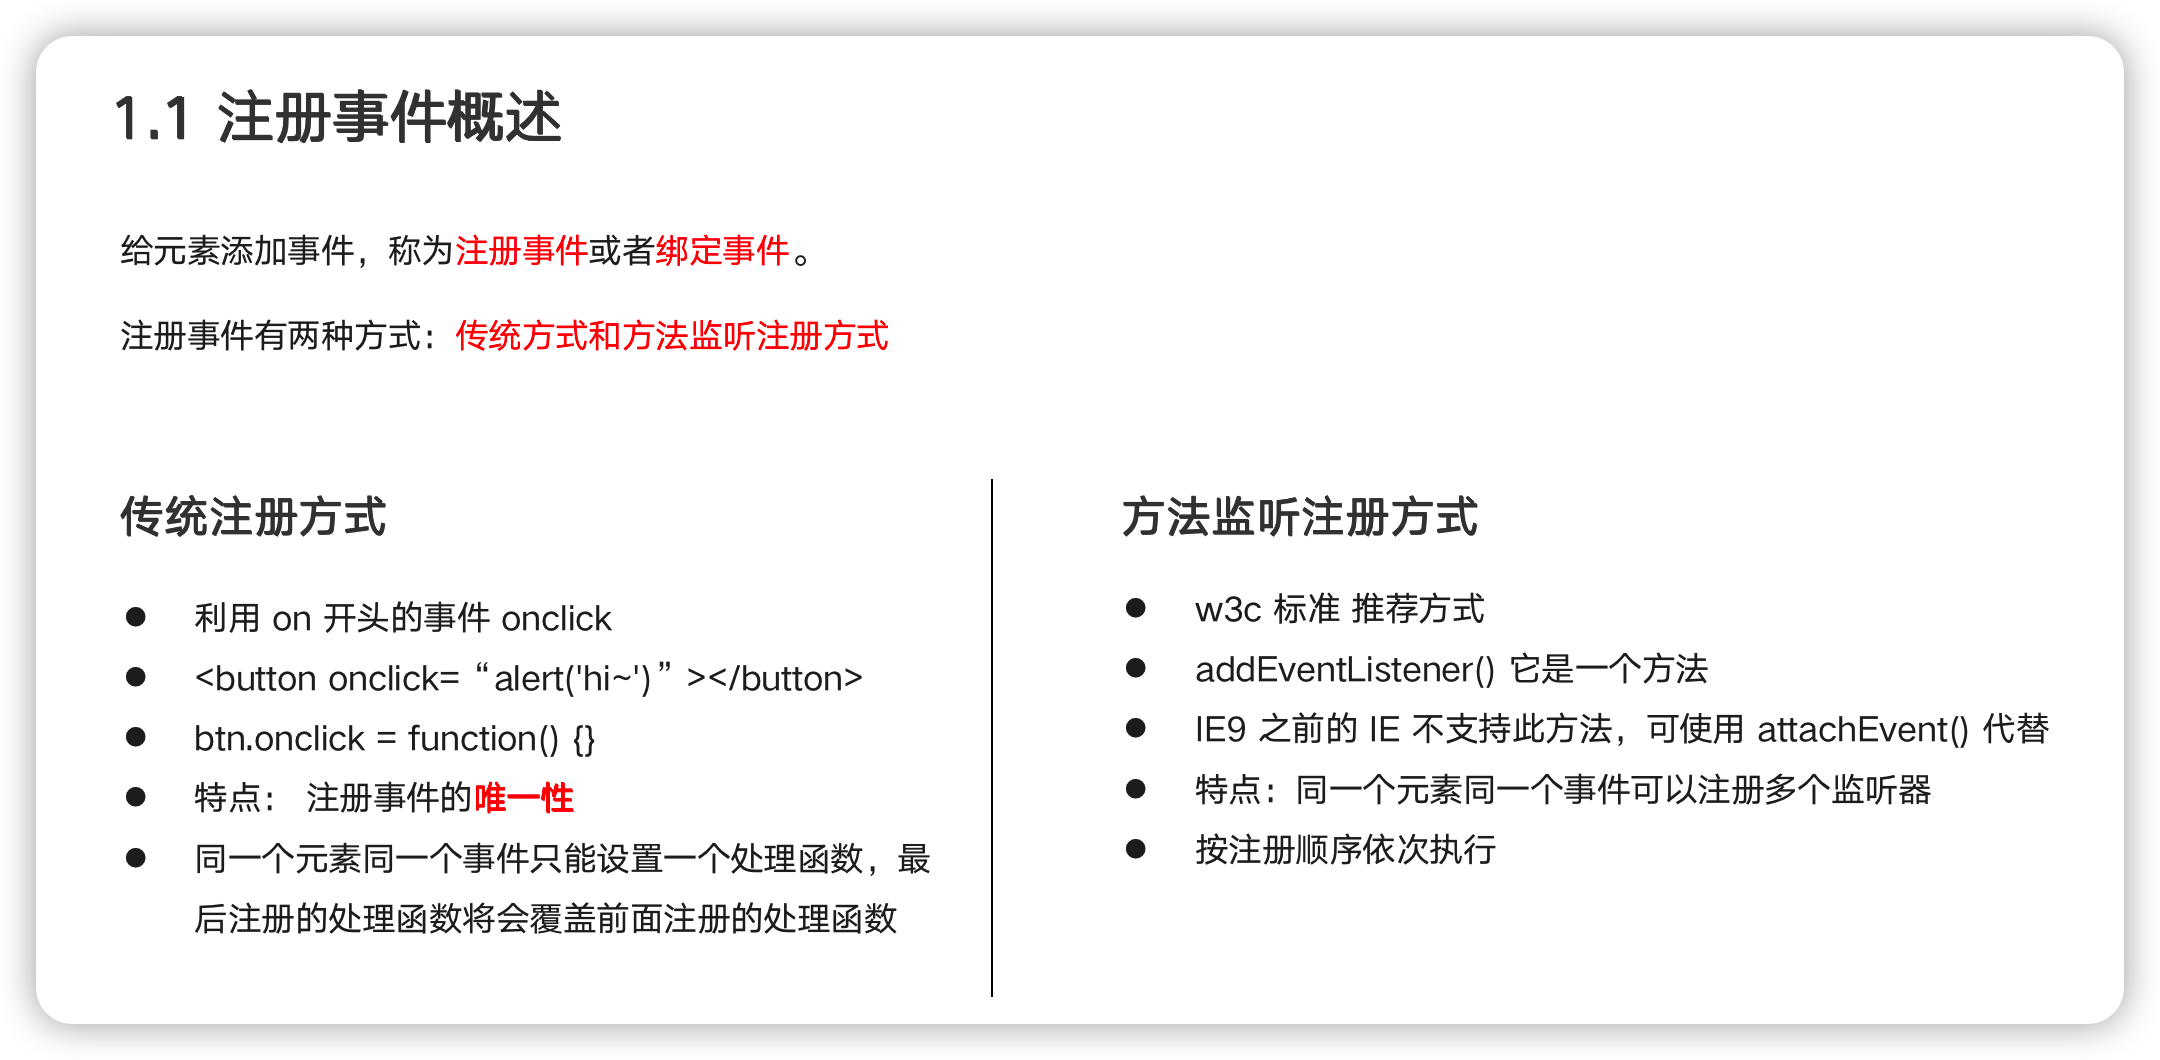 1.1 注册事件概述
给元素添加事件，称为注册事件或者绑定事件。
注册事件有两种方式：传统方式和方法监听注册方式
传统注册方式
● 利用 on 开头的事件 onclick
● <button onclick= “alert('hi~')” ></button>
● btn.onclick = function() {}
● 特点： 注册事件的唯一性
● 同一个元素同一个事件只能设置一个处理函数，最
后注册的处理函数将会覆盖前面注册的处理函数
方法监听注册方式
● w3c 标准 推荐方式
● addEventListener() 它是一个方法
● IE9 之前的 IE 不支持此方法，可使用 attachEvent() 代替
● 特点：同一个元素同一个事件可以注册多个监听器
● 按注册顺序依次执行